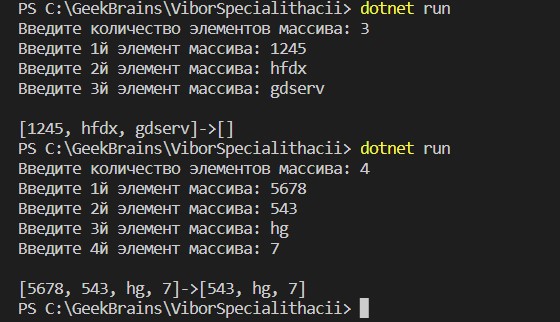 PS C:\GeekBrains\ViborSpecialithacii> dotnet run
Введите количество элементов массива: 3
Введите 1й элемент массива: 1245
Введите 2й элемент массива: hfdx
Введите 3й элемент массива: gdserv
[1245, hfdx, gdserv]->[]
PS C:\GeekBrains\ViborSpecialithacii> dotnet run
Введите количество элементов массива: 4
Введите 1й элемент массива: 5678
Введите 2й элемент массива: 543
Введите 3й элемент массива: hg
Введите 4й элемент массива: 7
[5678, 543, hg, 7]->[543, hg, 7]
PS C:\GeekBrains\ViborSpecialithacii>